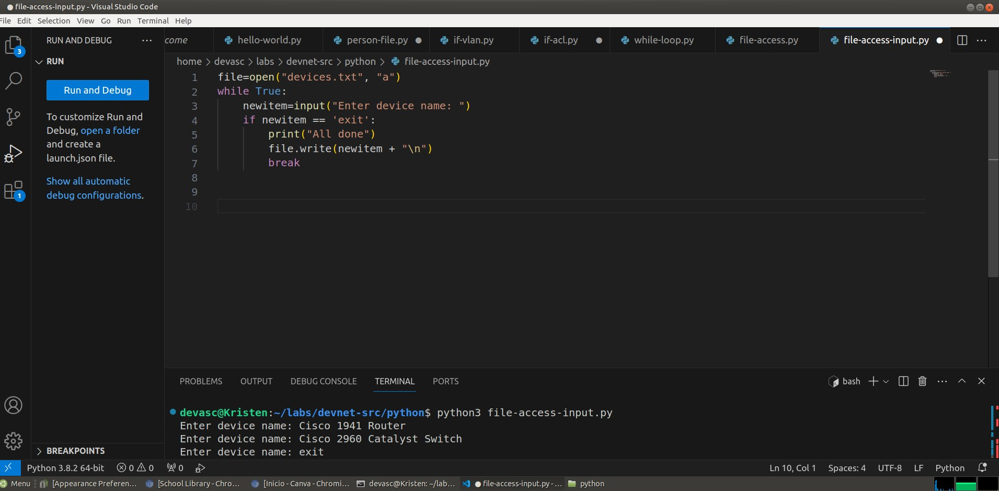 file-access-input.py - Visual Studio Code
File Edit Selection View Go Run Terminal Help
RUN AND DEBUG
come
hello-world.py
person-file.py
if-vlan.py
if-acl.py
while-loop.py
file-access.py
file-access-input.py
3
RUN
home > devasc > labs > devnet-src > python > file-access-input.py
Run and Debug
To customize Run and
Debug, open a folder
and create a
launch.json file.
Show all automatic
debug configurations.
1
1 file=open("devices.txt", "a")
2 while True:
3 newitem=input("Enter device name: ")
4 if newitem == 'exit':
5 print("All done")
6 file.write(newitem + "\n")
7 break
8
9
10
BREAKPOINTS
PROBLEMS OUTPUT DEBUG CONSOLE TERMINAL PORTS
bash
devasc@Kristen:~/labs/devnet-src/python$ python3 file-access-input.py
Enter device name: Cisco 1941 Router
Enter device name: Cisco 2960 Catalyst Switch
Enter device name: exit
Python 3.8.2 64-bit 0 0 0
Ln 10, Col 1 Spaces: 4 UTF-8 LF Python
Menu [Appearance Preferen... [School Library - Chro... [Inicio - Canva - Chromi... devasc@Kristen: ~/lab... file-access-input.py - ... python